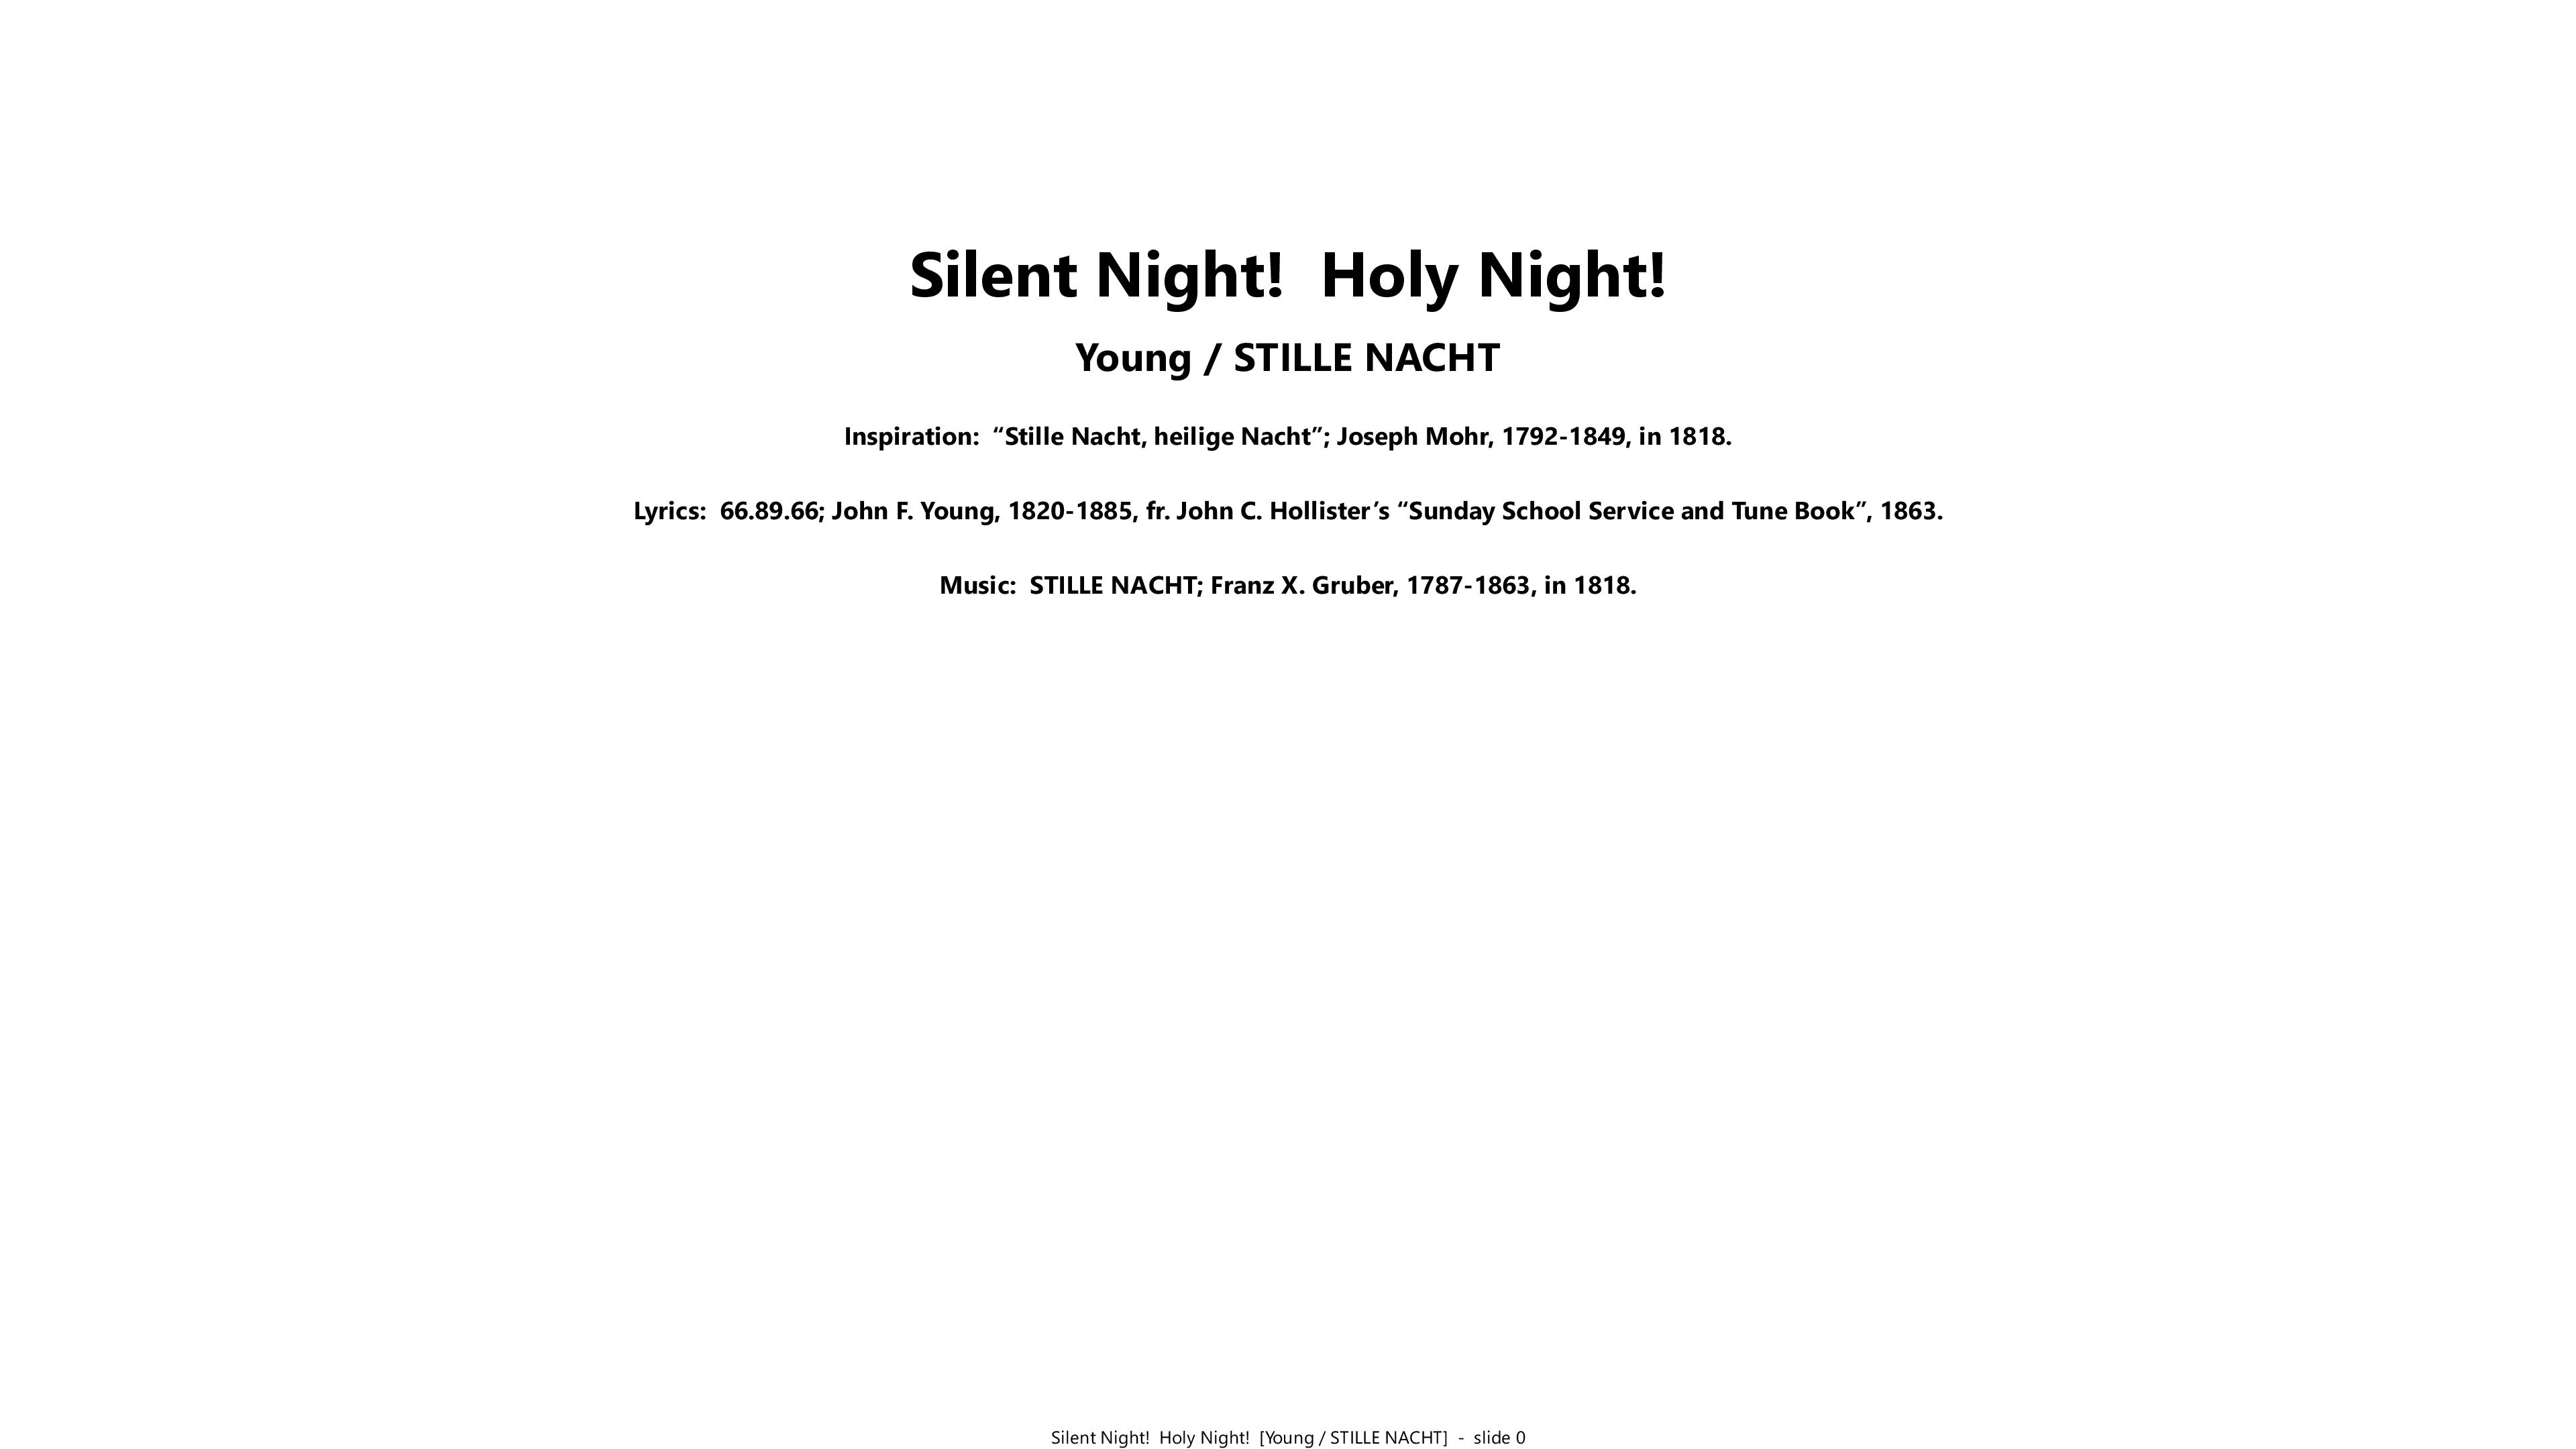 Silent Night!  Holy Night!
Young / STILLE NACHT
Inspiration:  “Stille Nacht, heilige Nacht”; Joseph Mohr, 1792-1849, in 1818.
Lyrics:  66.89.66; John F. Young, 1820-1885, fr. John C. Hollister’s “Sunday School Service and Tune Book”, 1863.
Music:  STILLE NACHT; Franz X. Gruber, 1787-1863, in 1818.
Silent Night!  Holy Night!  [Young / STILLE NACHT]  -  slide 0